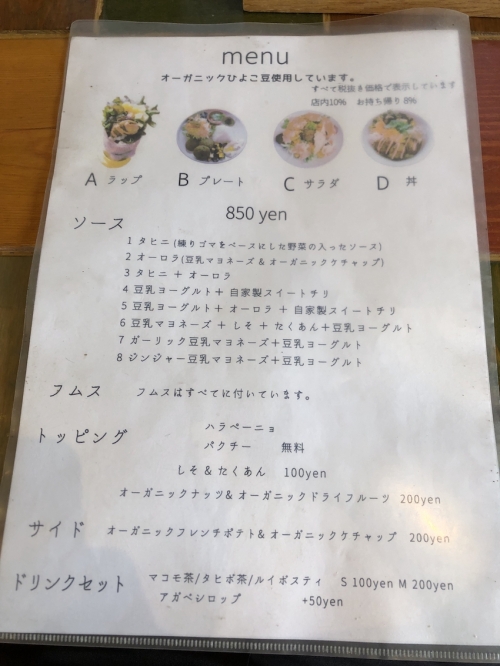 menu
オーガニックひよこ豆使用しています。
すべて税抜き価格で表示しています
店内10% お持ち帰り 8%
A ラップ B プレート C サラダ D 丼
850 yen
ソース
1 タヒニ (練りゴマをベースにした野菜の入ったソース)
2 オーロラ(豆乳マヨネーズ & オーガニックケチャップ)
3 タヒニ + オーロラ
4 豆乳ヨーグルト+ 自家製スイートチリ
5 豆乳ヨーグルト+ オーロラ + 自家製スイートチリ
6 豆乳マヨネーズ + しそ + たくあん+豆乳ヨーグルト
7 ガーリック豆乳マヨネーズ+豆乳ヨーグルト
8 ジンジャー豆乳マヨネーズ+豆乳ヨーグルト
フムス フムスはすべてに付いています。
トッピング ハラペーニョ
パクチー 無料
しそ & たくあん 100yen
オーガニックナッツ& オーガニックドライフルーツ 200yen
サイド オーガニックフレンチポテト& オーガニックケチャップ 200yen
ドリンクセット マコモ茶/タヒボ茶/ルイボスティ S 100yen M 200yen
アガベシロップ +50yen